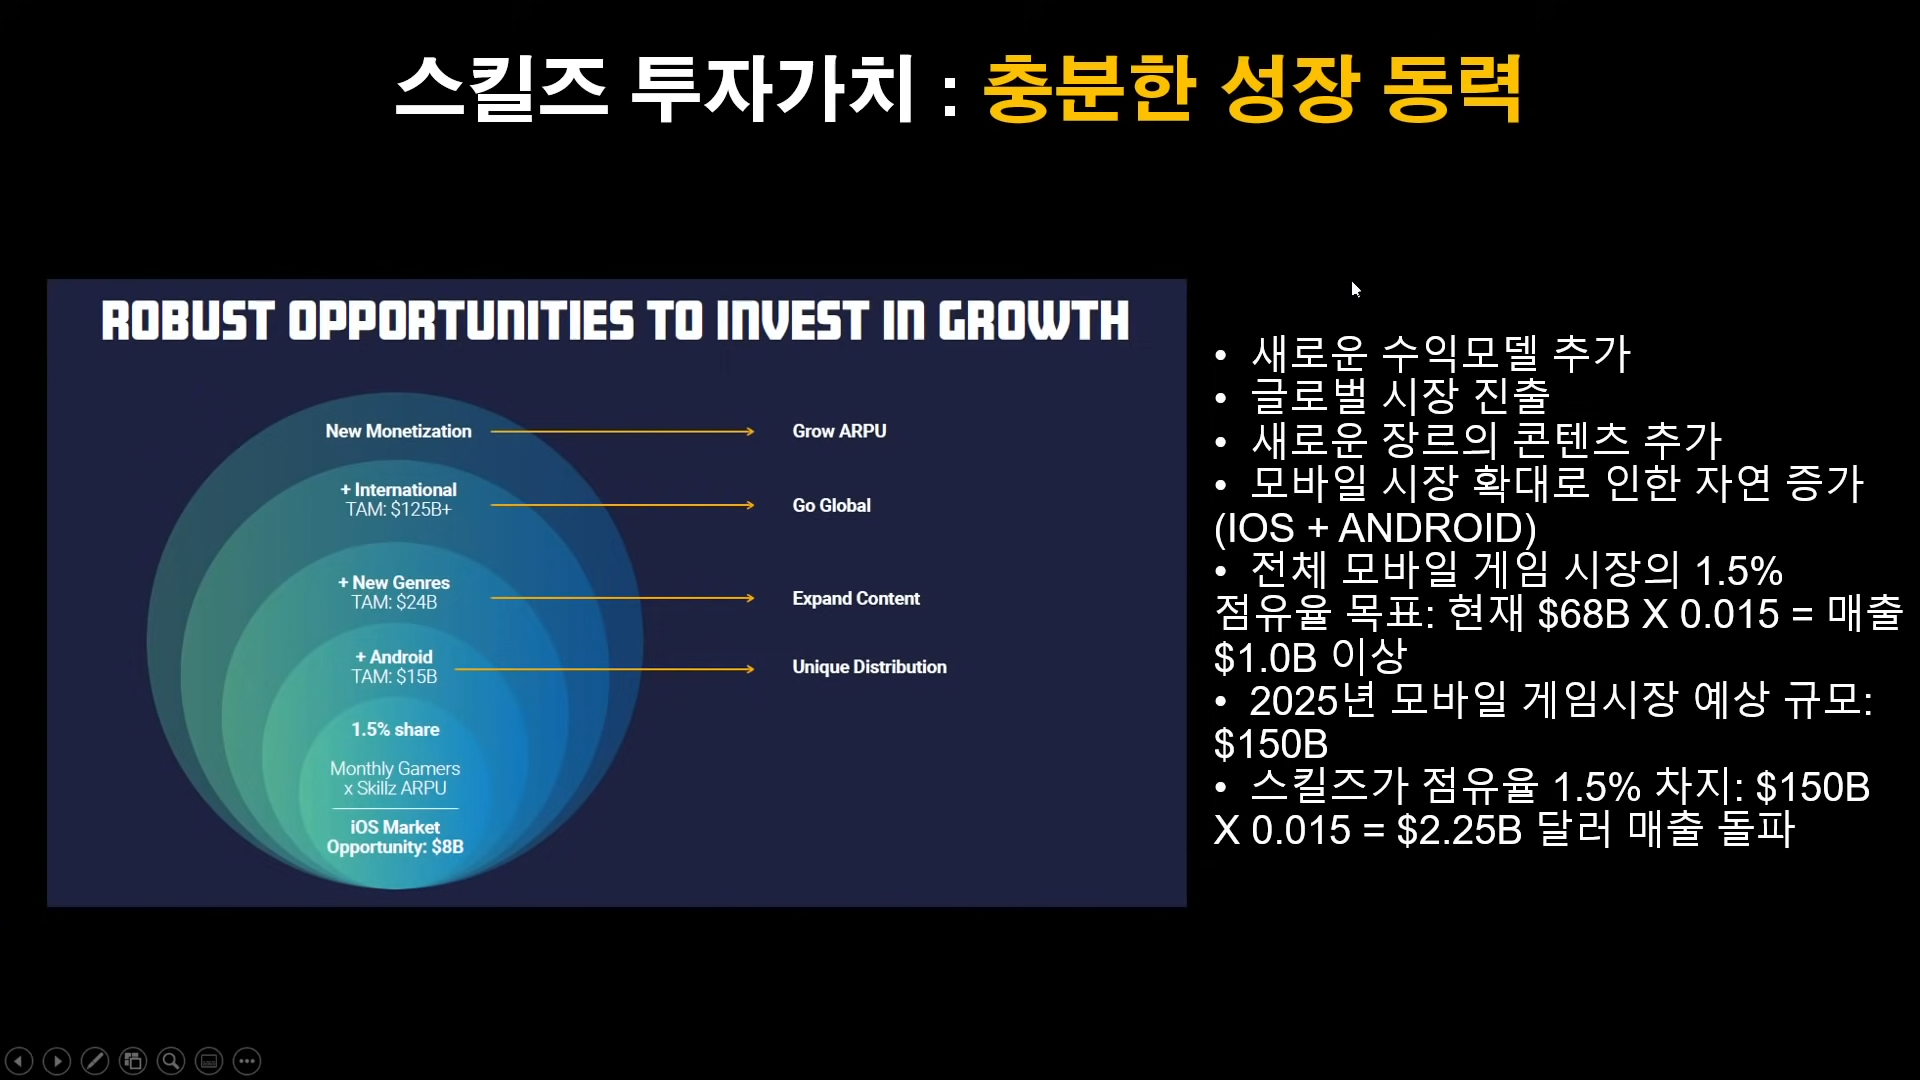 스킬즈 투자가치 : 충분한 성장 동력
ROBUST OPPORTUNITIES TO INVEST IN GROWTH
New Monetization
Grow ARPU
+ International
TAM: $125B+
Go Global
+ New Genres
TAM: $24B
Expand Content
+ Android
TAM: $15B
Unique Distribution
1.5% share
Monthly Gamers
x Skillz ARPU
iOS Market
Opportunity: $8B
• 새로운 수익모델 추가
• 글로벌 시장 진출
• 새로운 장르의 콘텐츠 추가
• 모바일 시장 확대로 인한 자연 증가
(IOS + ANDROID)
• 전체 모바일 게임 시장의 1.5%
점유율 목표: 현재 $68B X 0.015 = 매출
$1.0B 이상
• 2025년 모바일 게임시장 예상 규모:
$150B
• 스킬즈가 점유율 1.5% 차지: $150B
X 0.015 = $2.25B 달러 매출 돌파